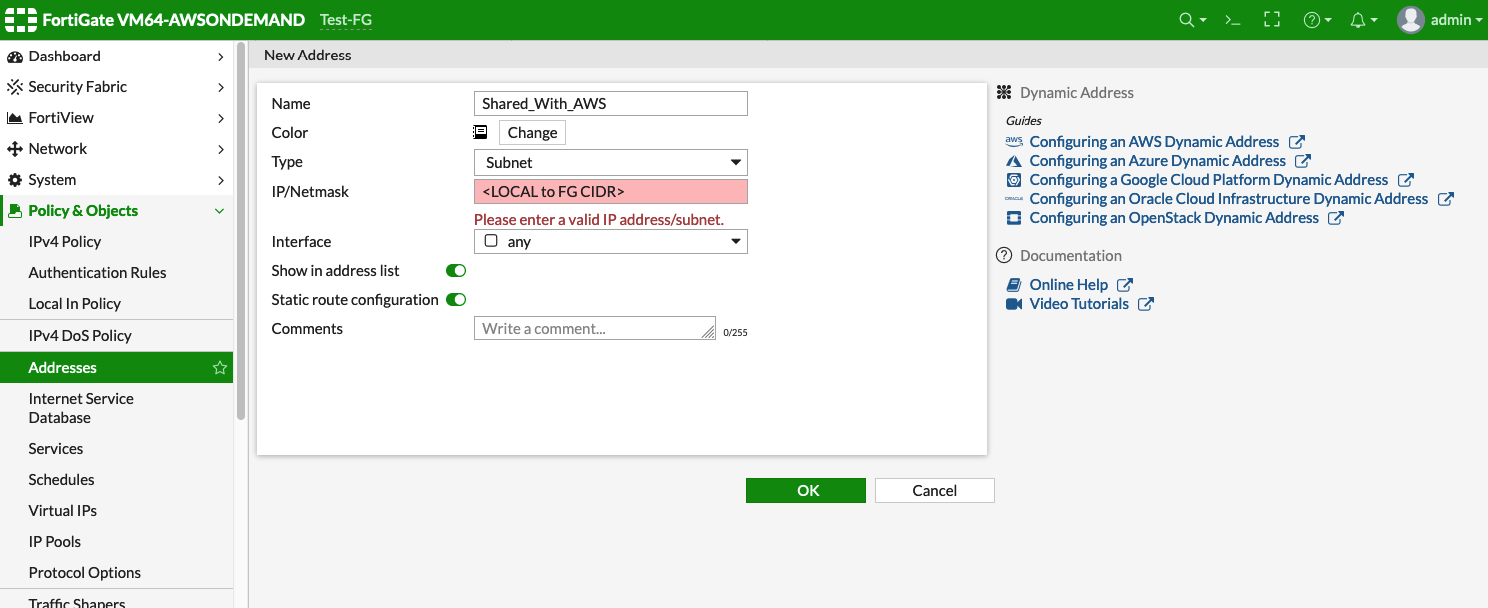 FortiGate VM64-AWSONDEMAND Test-FG
admin
Dashboard
Security Fabric
FortiView
Network
System
Policy & Objects
IPv4 Policy
Authentication Rules
Local In Policy
IPv4 DoS Policy
Addresses
Internet Service
Database
Services
Schedules
Virtual IPs
IP Pools
Protocol Options
Traffic Shapers
New Address
Name Shared_With_AWS
Color Change
Type Subnet
IP/Netmask <LOCAL to FG CIDR>
Please enter a valid IP address/subnet.
Interface any
Show in address list
Static route configuration
Comments Write a comment... 0/255
OK Cancel
Dynamic Address
Guides
aws Configuring an AWS Dynamic Address
Configuring an Azure Dynamic Address
Configuring a Google Cloud Platform Dynamic Address
ORACLE Configuring an Oracle Cloud Infrastructure Dynamic Address
Configuring an OpenStack Dynamic Address
Documentation
Online Help
Video Tutorials